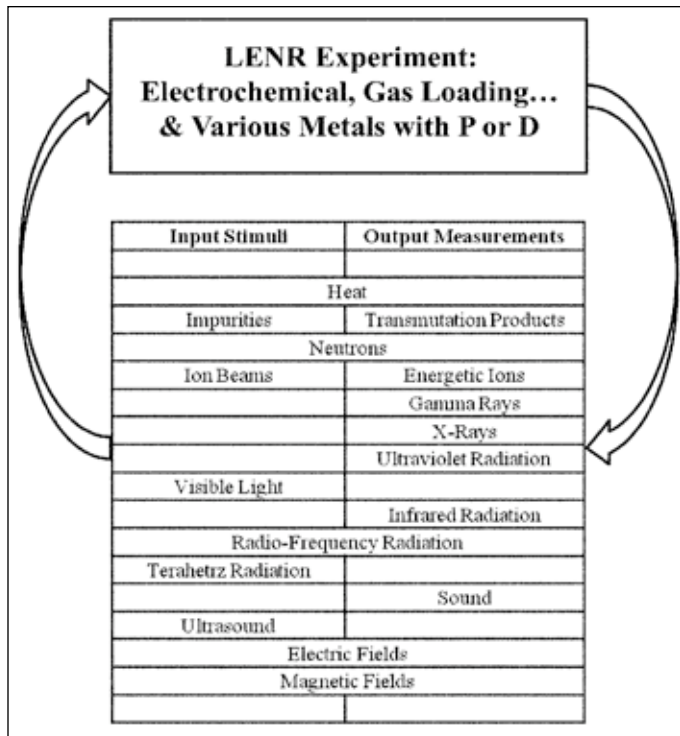 LENR Experiment:
Electrochemical, Gas Loading…
& Various Metals with P or D
Input Stimuli Output Measurements
Heat
Impurities Transmutation Products
Neutrons
Ion Beams Energetic Ions
Gamma Rays
X-Rays
Ultraviolet Radiation
Visible Light
Infrared Radiation
Radio-Frequency Radiation
Terahetrz Radiation
Sound
Ultrasound
Electric Fields
Magnetic Fields